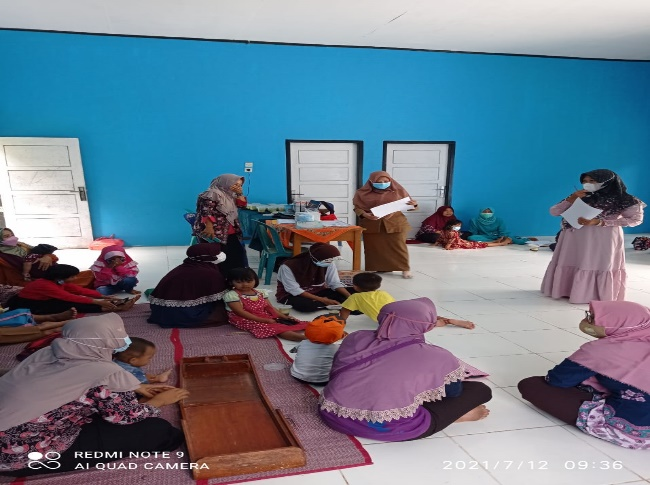 REDMI NOTE 9
AI QUAD CAMERA
2021/7/12 09:36